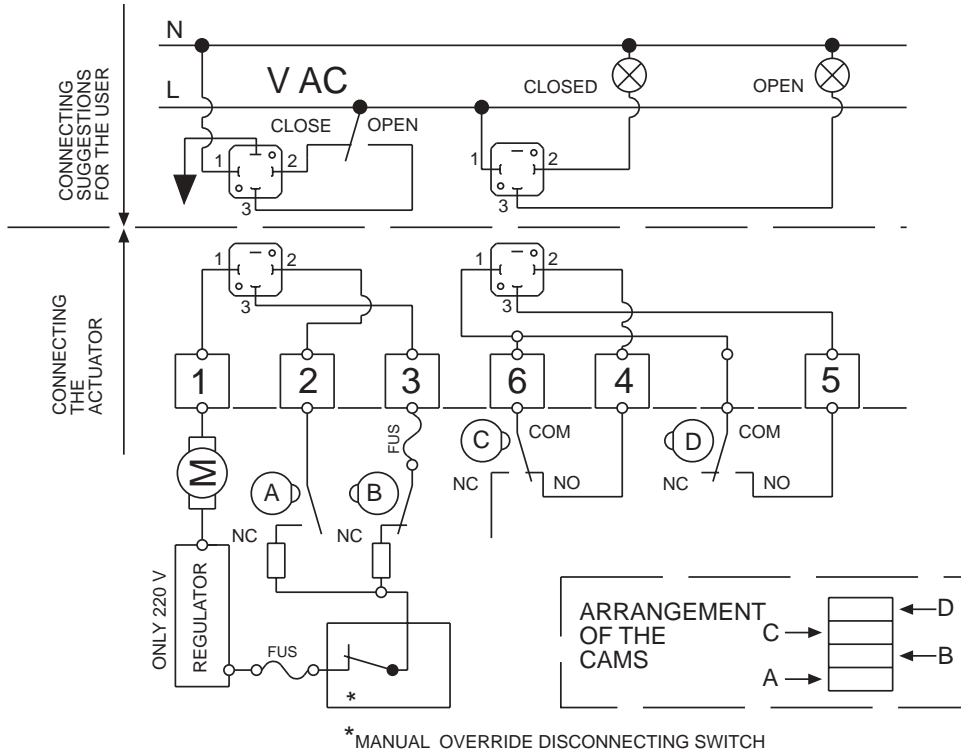 CONNECTING
SUGGESTIONS
FOR THE USER
N
V AC
L
CLOSED
OPEN
CLOSE
OPEN
1
2
3
1
2
3
CONNECTING
THE
ACTUATOR
1
2
3
1
2
3
1
2
3
6
4
5
FUS
M
A
B
C
COM
NC
NO
D
COM
NC
NO
NC
NC
ONLY 220 V
REGULATOR
FUS
*
*MANUAL OVERRIDE DISCONNECTING SWITCH
ARRANGEMENT
OF THE
CAMS
D
C
B
A